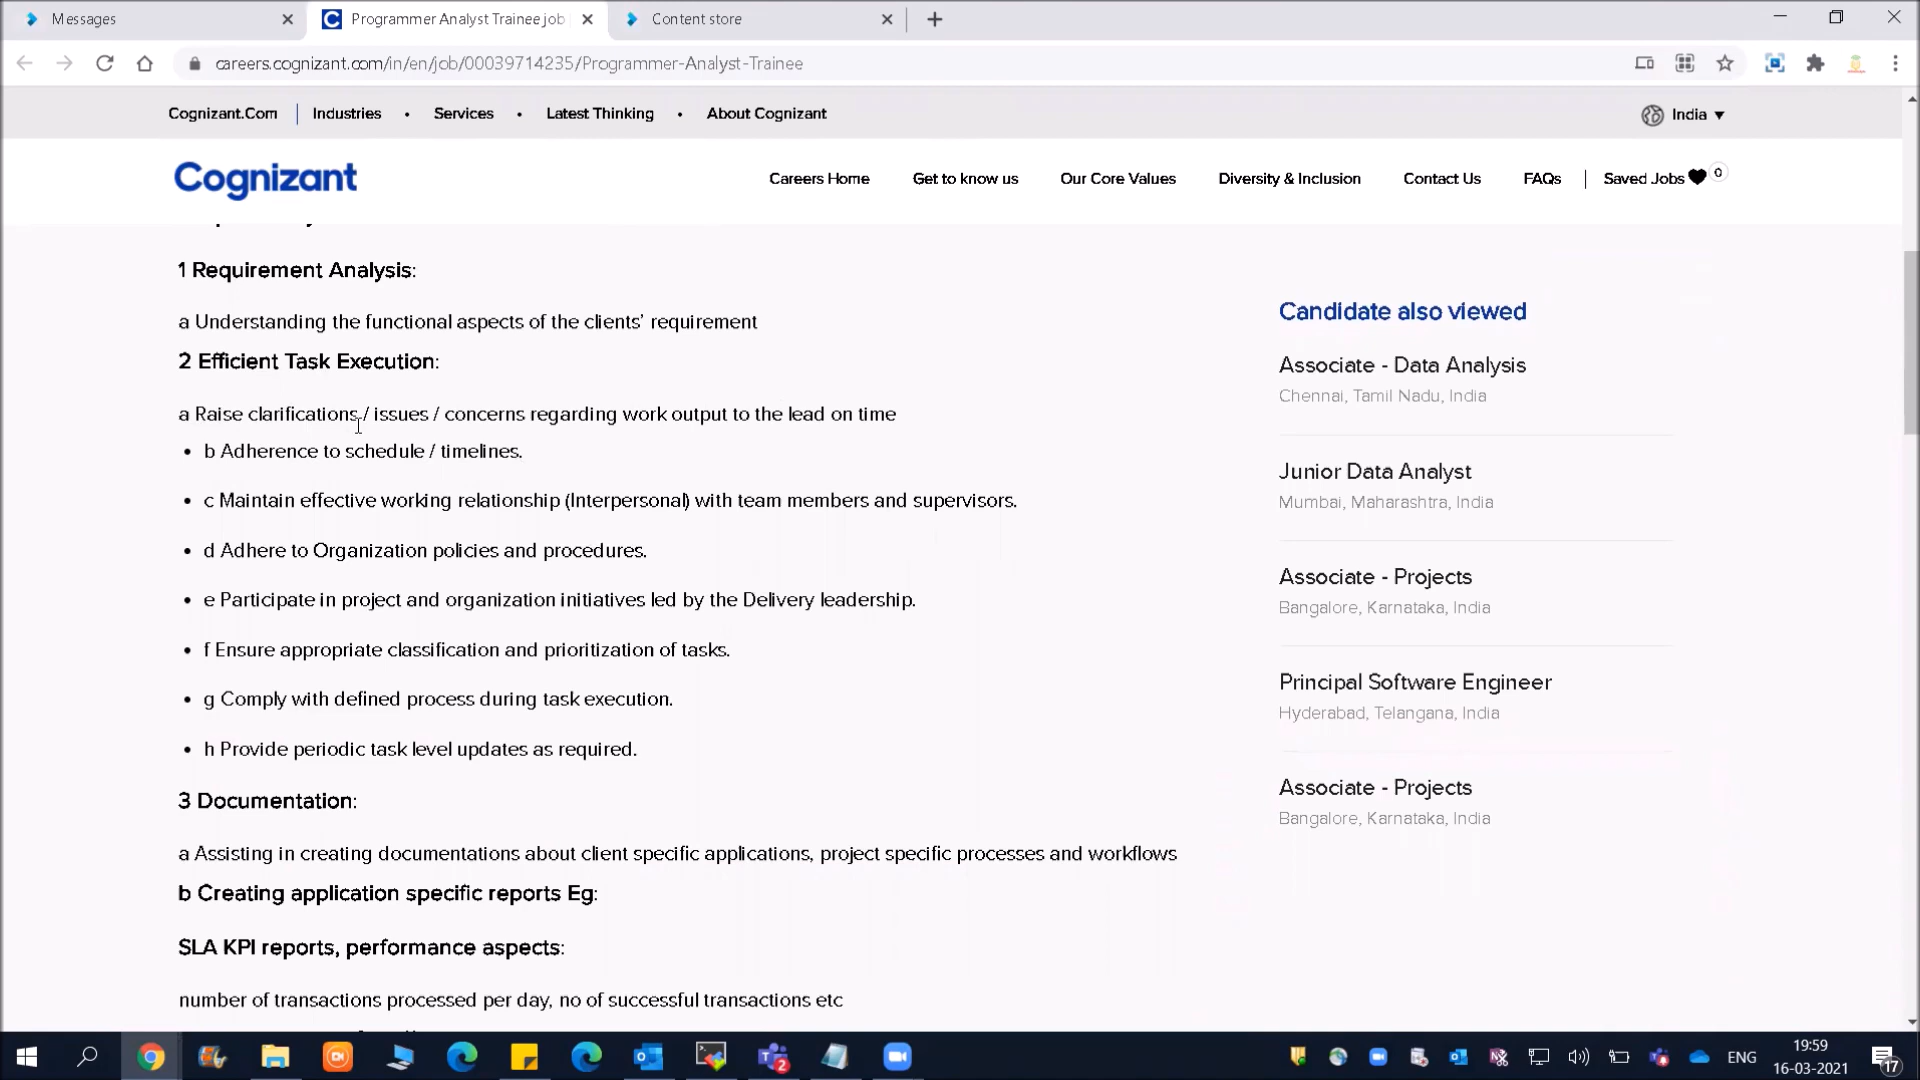 Messages
Programmer Analyst Trainee job
Content store
careers.cognizant.com/in/en/job/00039714235/Programmer-Analyst-Trainee
Cognizant.Com | Industries • Services • Latest Thinking • About Cognizant
India
Cognizant
Careers Home
Get to know us
Our Core Values
Diversity & Inclusion
Contact Us
FAQs
Saved Jobs 0
1 Requirement Analysis:
a Understanding the functional aspects of the clients’ requirement
2 Efficient Task Execution:
a Raise clarifications / issues / concerns regarding work output to the lead on time
• b Adherence to schedule / timelines.
• c Maintain effective working relationship (Interpersonal) with team members and supervisors.
• d Adhere to Organization policies and procedures.
• e Participate in project and organization initiatives led by the Delivery leadership.
• f Ensure appropriate classification and prioritization of tasks.
• g Comply with defined process during task execution.
• h Provide periodic task level updates as required.
3 Documentation:
a Assisting in creating documentations about client specific applications, project specific processes and workflows
b Creating application specific reports Eg:
SLA KPI reports, performance aspects:
number of transactions processed per day, no of successful transactions etc
Candidate also viewed
Associate - Data Analysis
Chennai, Tamil Nadu, India
Junior Data Analyst
Mumbai, Maharashtra, India
Associate - Projects
Bangalore, Karnataka, India
Principal Software Engineer
Hyderabad, Telangana, India
Associate - Projects
Bangalore, Karnataka, India
2
ENG
19:59
16-03-2021
17